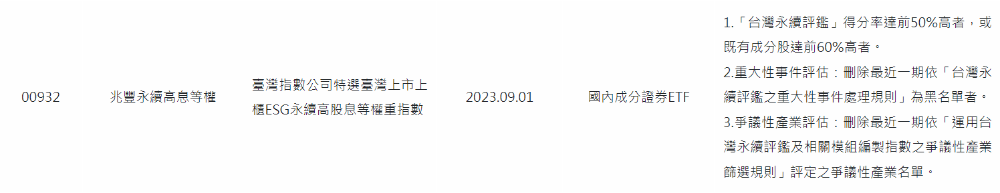 00932
兆豐永續高息等權
臺灣指數公司特選臺灣上市上
櫃ESG永續高股息等權重指數
2023.09.01
國內成分證券ETF
1.「台灣永續評鑑」得分率達前50%高者，或
既有成分股達前60%高者。
2.重大性事件評估：刪除最近一期依「台灣永
續評鑑之重大性事件處理規則」為黑名單者。
3.爭議性產業評估：刪除最近一期依「運用台
灣永續評鑑及相關模組編製指數之爭議性產業
篩選規則」評定之爭議性產業名單。